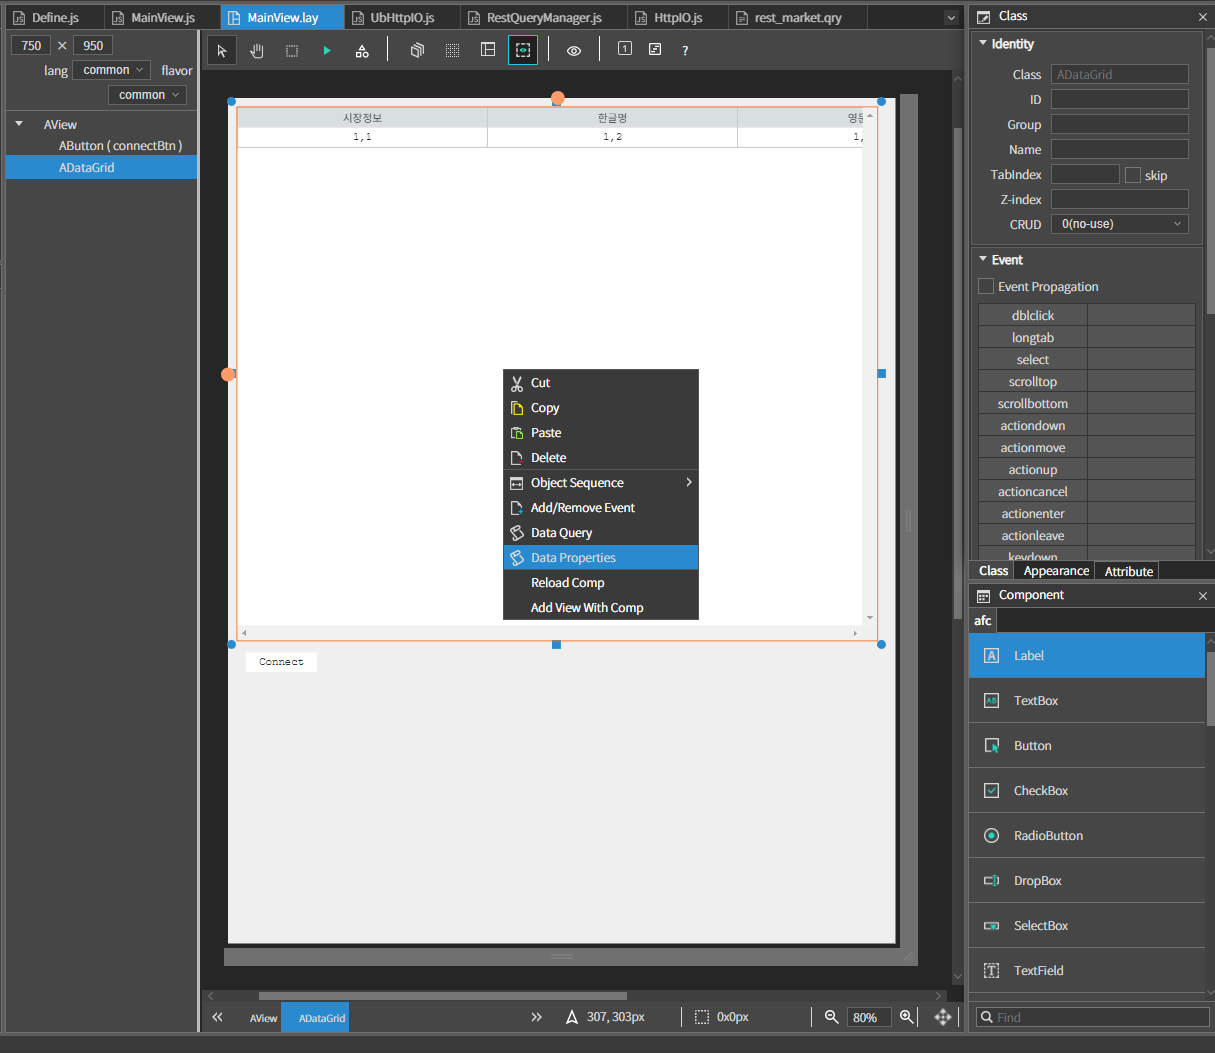 Define.js
MainView.js
MainView.lay
UbHttpIO.js
RestQueryManager.js
HttpIO.js
rest_market.qry
750 × 950
lang common flavor
common
AView
AButton ( connectBtn )
ADataGrid
1
?
시장정보 한글명
1,1 1,2 1,
Cut
Copy
Paste
Delete
Object Sequence
Add/Remove Event
Data Query
Data Properties
Reload Comp
Add View With Comp
Connect
AView ADataGrid
307, 303px
0x0px
80%
Class
Identity
Class ADataGrid
ID
Group
Name
TabIndex skip
Z-index
CRUD 0(no-use)
Event
Event Propagation
dblclick
longtab
select
scrolltop
scrollbottom
actiondown
actionmove
actionup
actioncancel
actionenter
actionleave
keydown
Class Appearance Attribute
Component
afc
Label
TextBox
Button
CheckBox
RadioButton
DropBox
SelectBox
TextField
Find